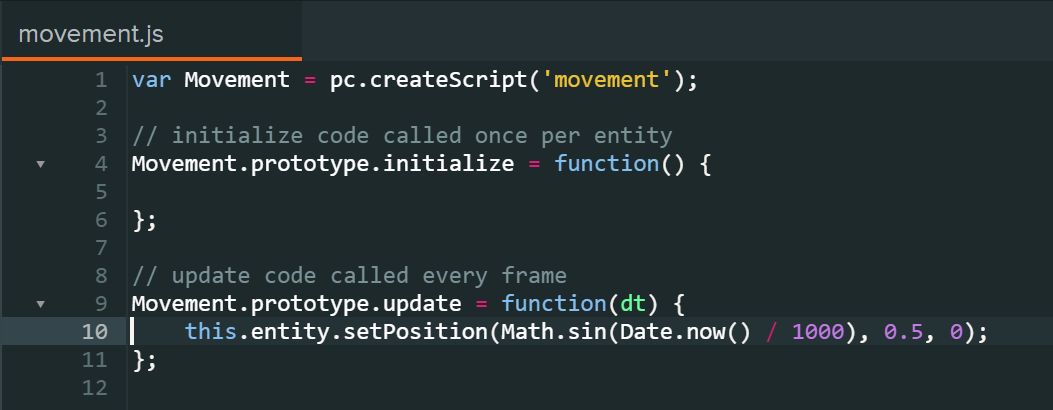 movement.js
1 var Movement = pc.createScript('movement');
2
3 // initialize code called once per entity
4 Movement.prototype.initialize = function() {
5
6 };
7
8 // update code called every frame
9 Movement.prototype.update = function(dt) {
10     this.entity.setPosition(Math.sin(Date.now() / 1000), 0.5, 0);
11 };
12